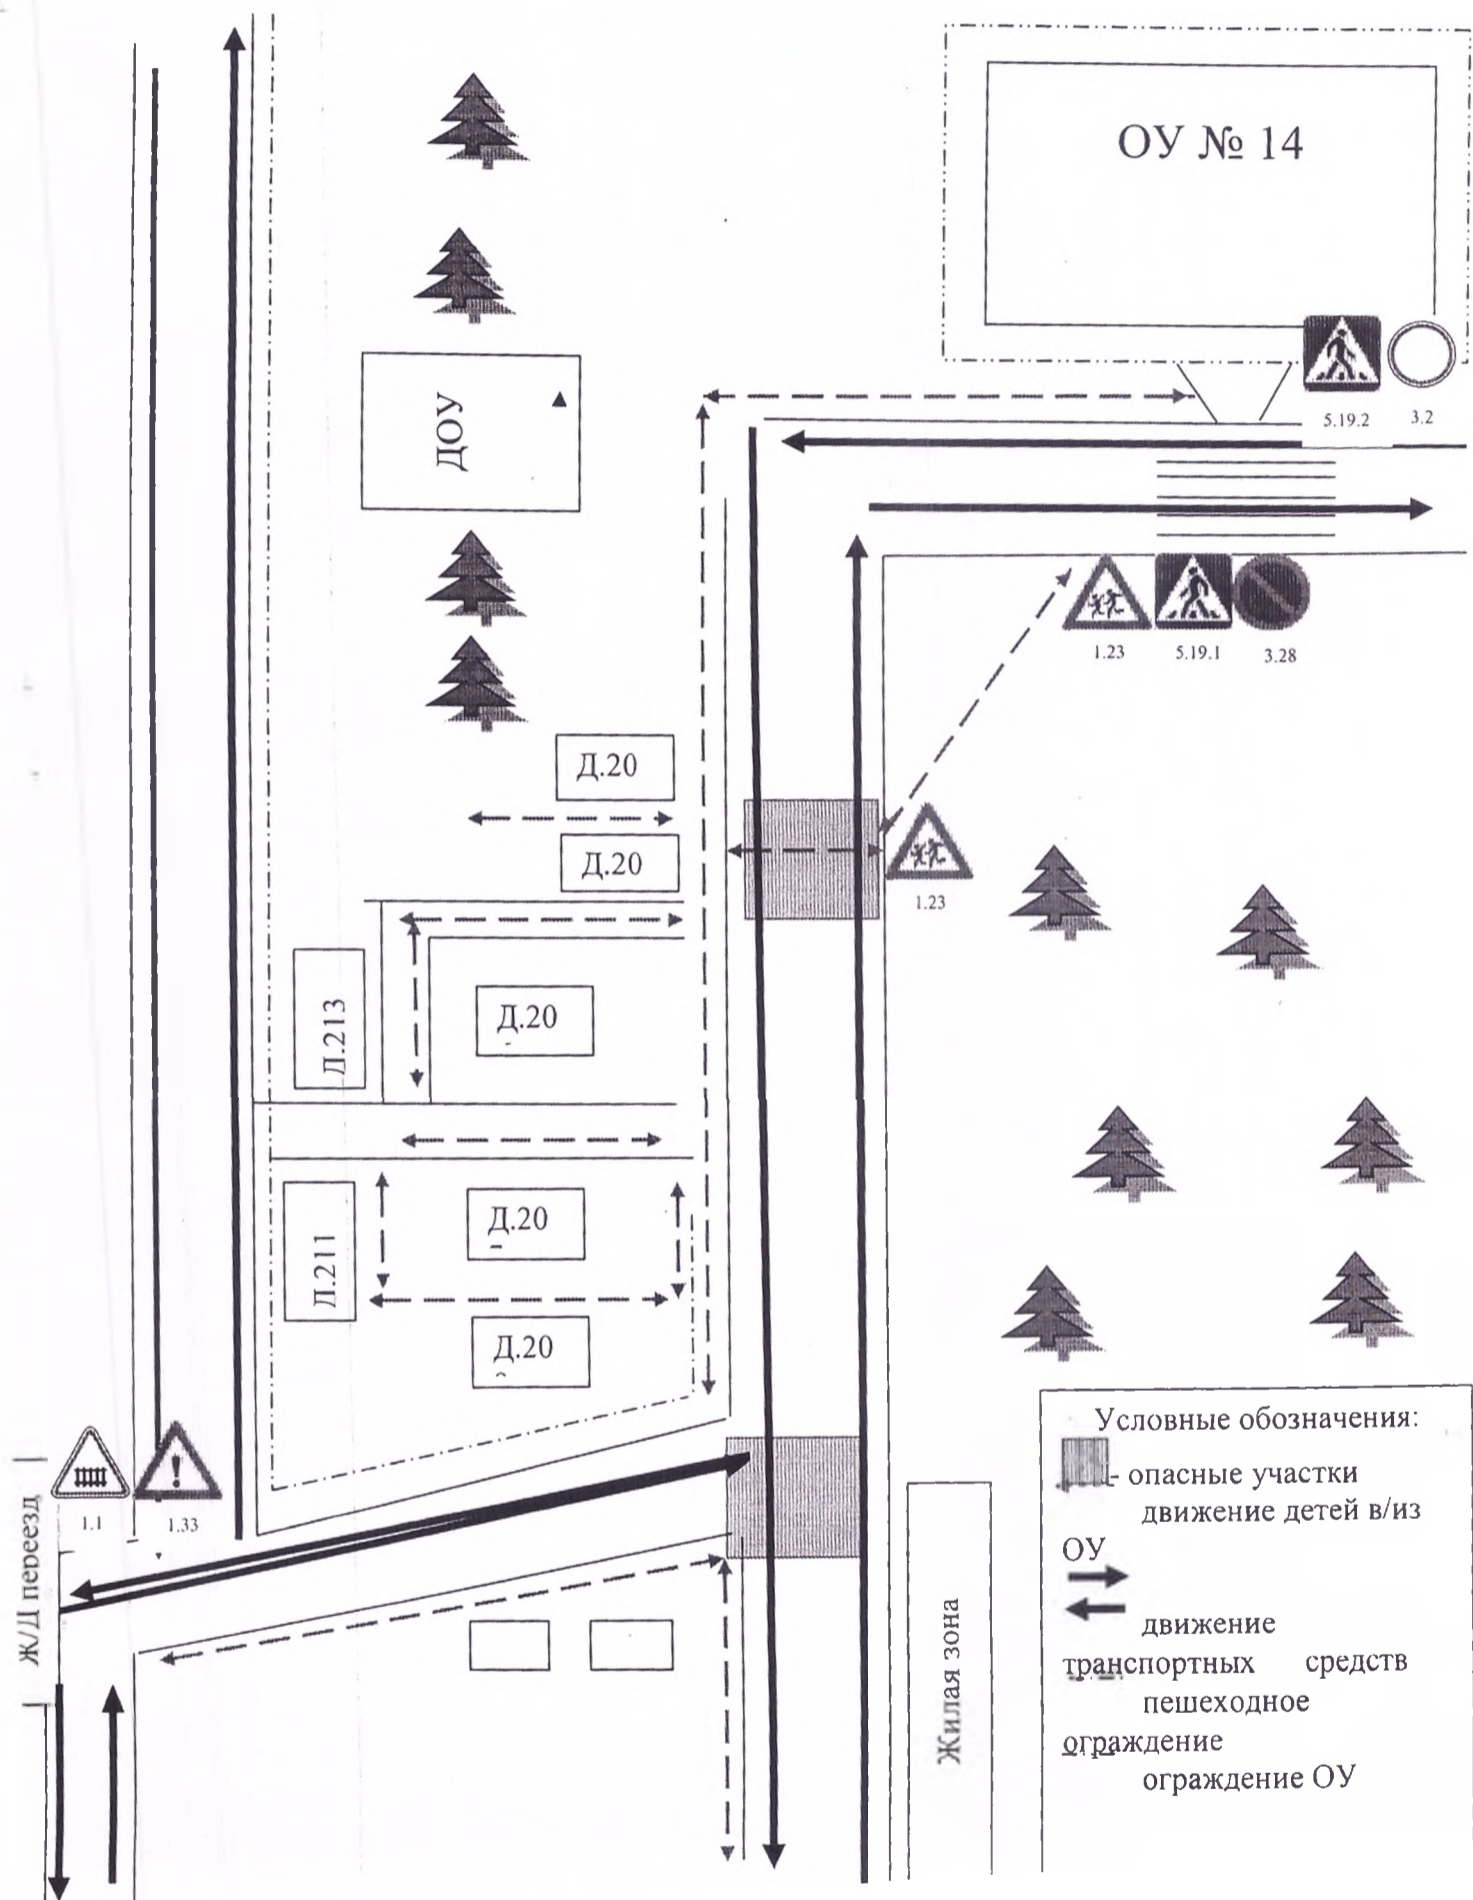 ОУ № 14
5.19.2
3.2
ДОУ
1.23
5.19.1
3.28
Д.20
Д.20
1.23
Д.213
Д.20
Д.211
Д.20
Д.20
1.1
1.33
Ж/Д переезд
Жилая зона
Условные обозначения:
- опасные участки
движение детей в/из
ОУ
движение
транспортных средств
пешеходное
ограждение
ограждение ОУ